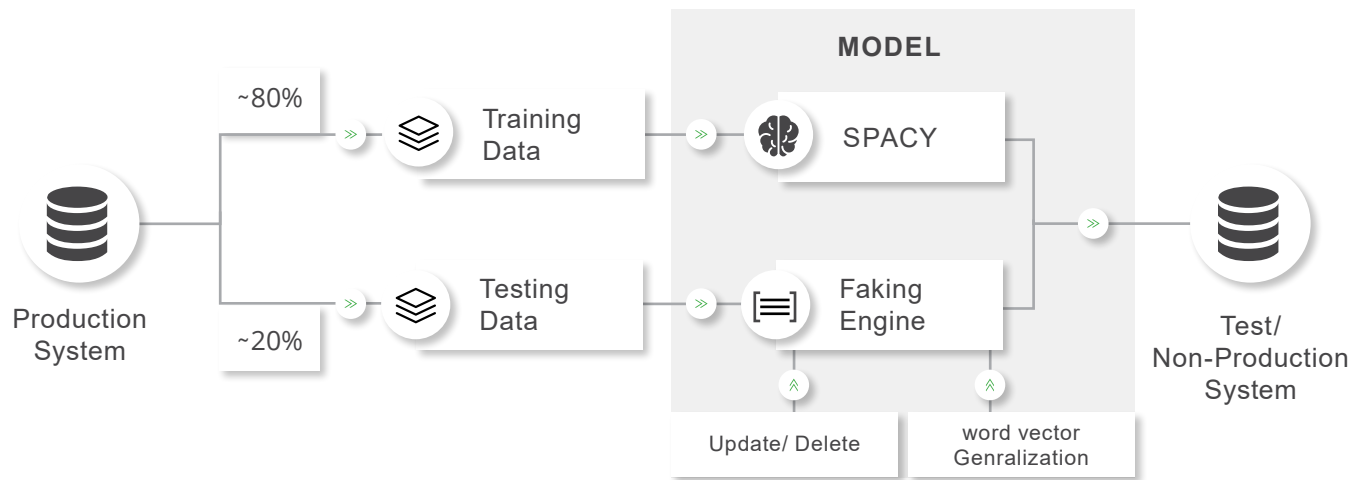 MODEL
~80%
Training
Data
SPACY
Production
System
~20%
Testing
Data
Faking
Engine
Test/
Non-Production
System
Update/ Delete
word vector
Genralization